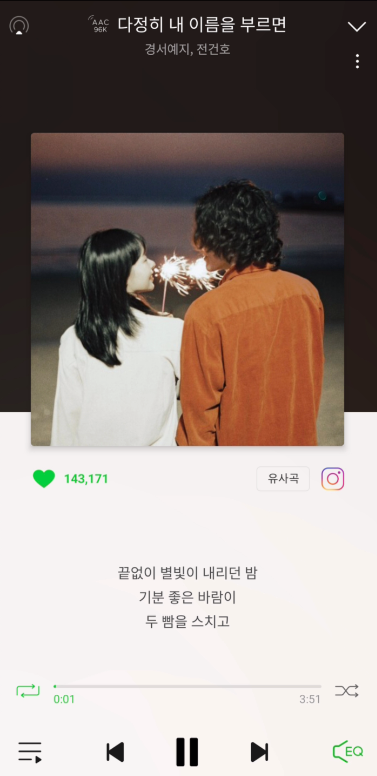 AAC
96K
다정히 내 이름을 부르면
경서예지, 전건호
143,171
유사곡
끝없이 별빛이 내리던 밤
기분 좋은 바람이
두 뺨을 스치고
0:01
3:51
EQ